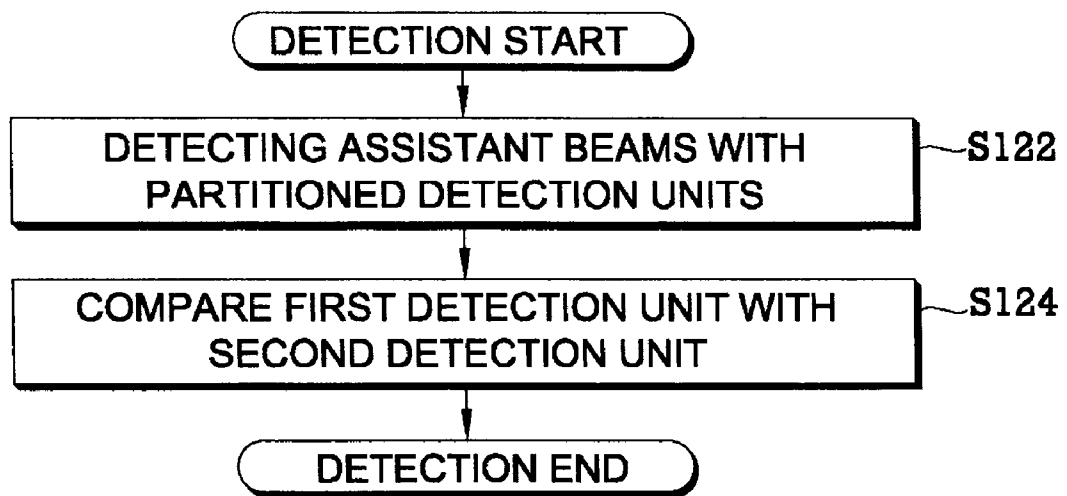 DETECTION START
DETECTING ASSISTANT BEAMS WITH
PARTITIONED DETECTION UNITS
S122
COMPARE FIRST DETECTION UNIT WITH
SECOND DETECTION UNIT
S124
DETECTION END